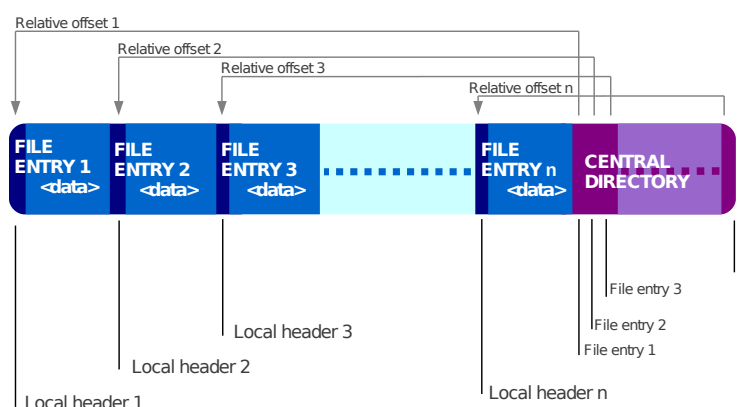 Relative offset 1
Relative offset 2
Relative offset 3
Relative offset n
FILE
ENTRY 1
<data>
FILE
ENTRY 2
<data>
FILE
ENTRY 3
<data>
FILE
ENTRY n
<data>
CENTRAL
DIRECTORY
File entry 3
File entry 2
File entry 1
Local header 3
Local header 2
Local header n
Local header 1